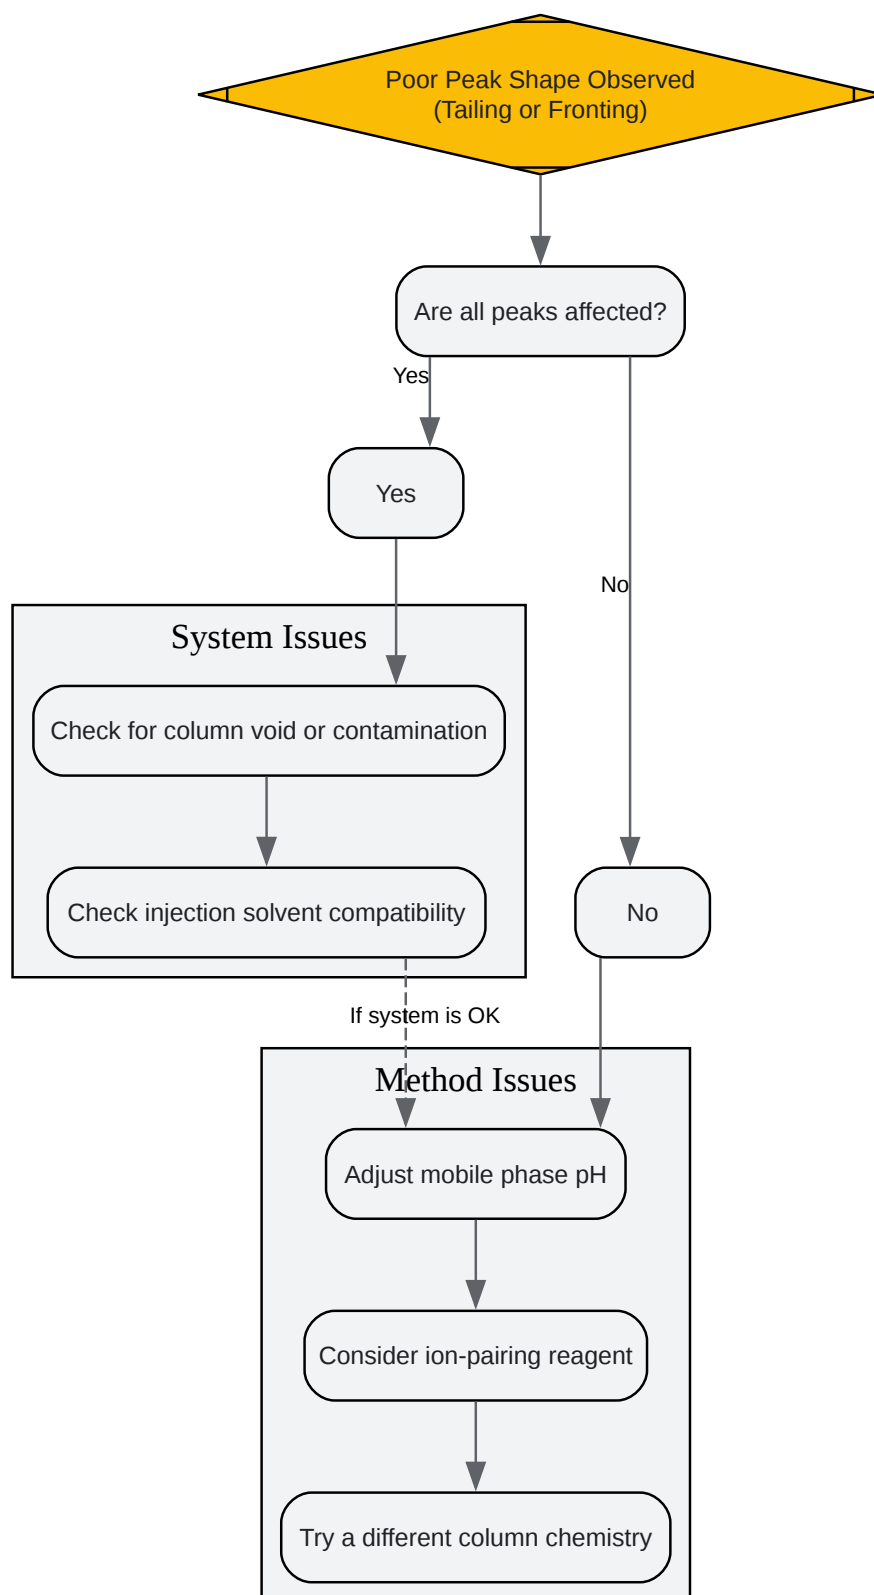 Poor Peak Shape Observed
(Tailing or Fronting)
Are all peaks affected?
Yes
Yes
No
System Issues
Check for column void or contamination
Check injection solvent compatibility
No
If system is OK
Method Issues
Adjust mobile phase pH
Consider ion-pairing reagent
Try a different column chemistry